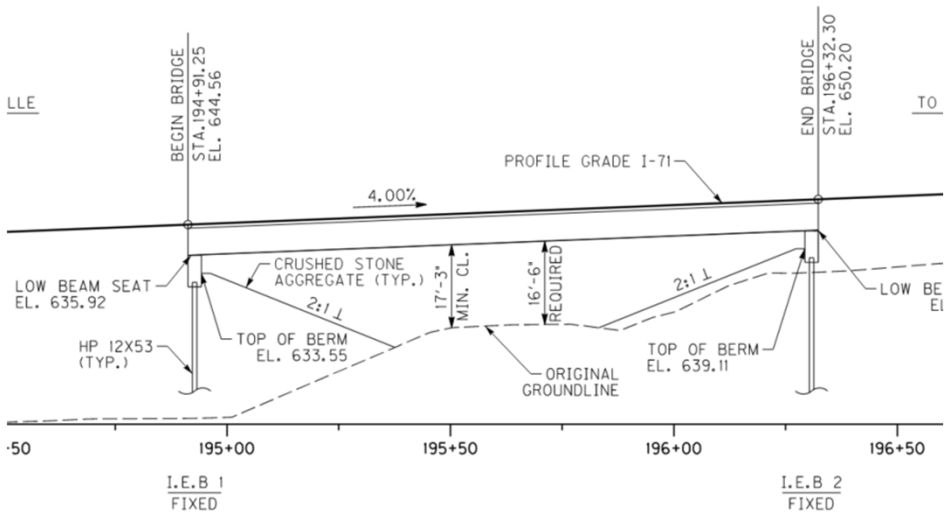 BEGIN BRIDGE
STA.194+91.25
EL. 644.56
END BRIDGE
STA.196+32.30
EL. 650.20
LLE
TO
PROFILE GRADE I-71
4.00%
CRUSHED STONE
AGGREGATE (TYP.)
2:1 ⊥
17'-3"
MIN. CL.
16'-6"
REQUIRED
2:1 ⊥
LOW BEAM SEAT
EL. 635.92
LOW BE
EL
TOP OF BERM
EL. 633.55
HP 12X53
(TYP.)
TOP OF BERM
EL. 639.11
ORIGINAL
GROUNDLINE
+50
195+00
195+50
196+00
196+50
I.E.B 1
FIXED
I.E.B 2
FIXED